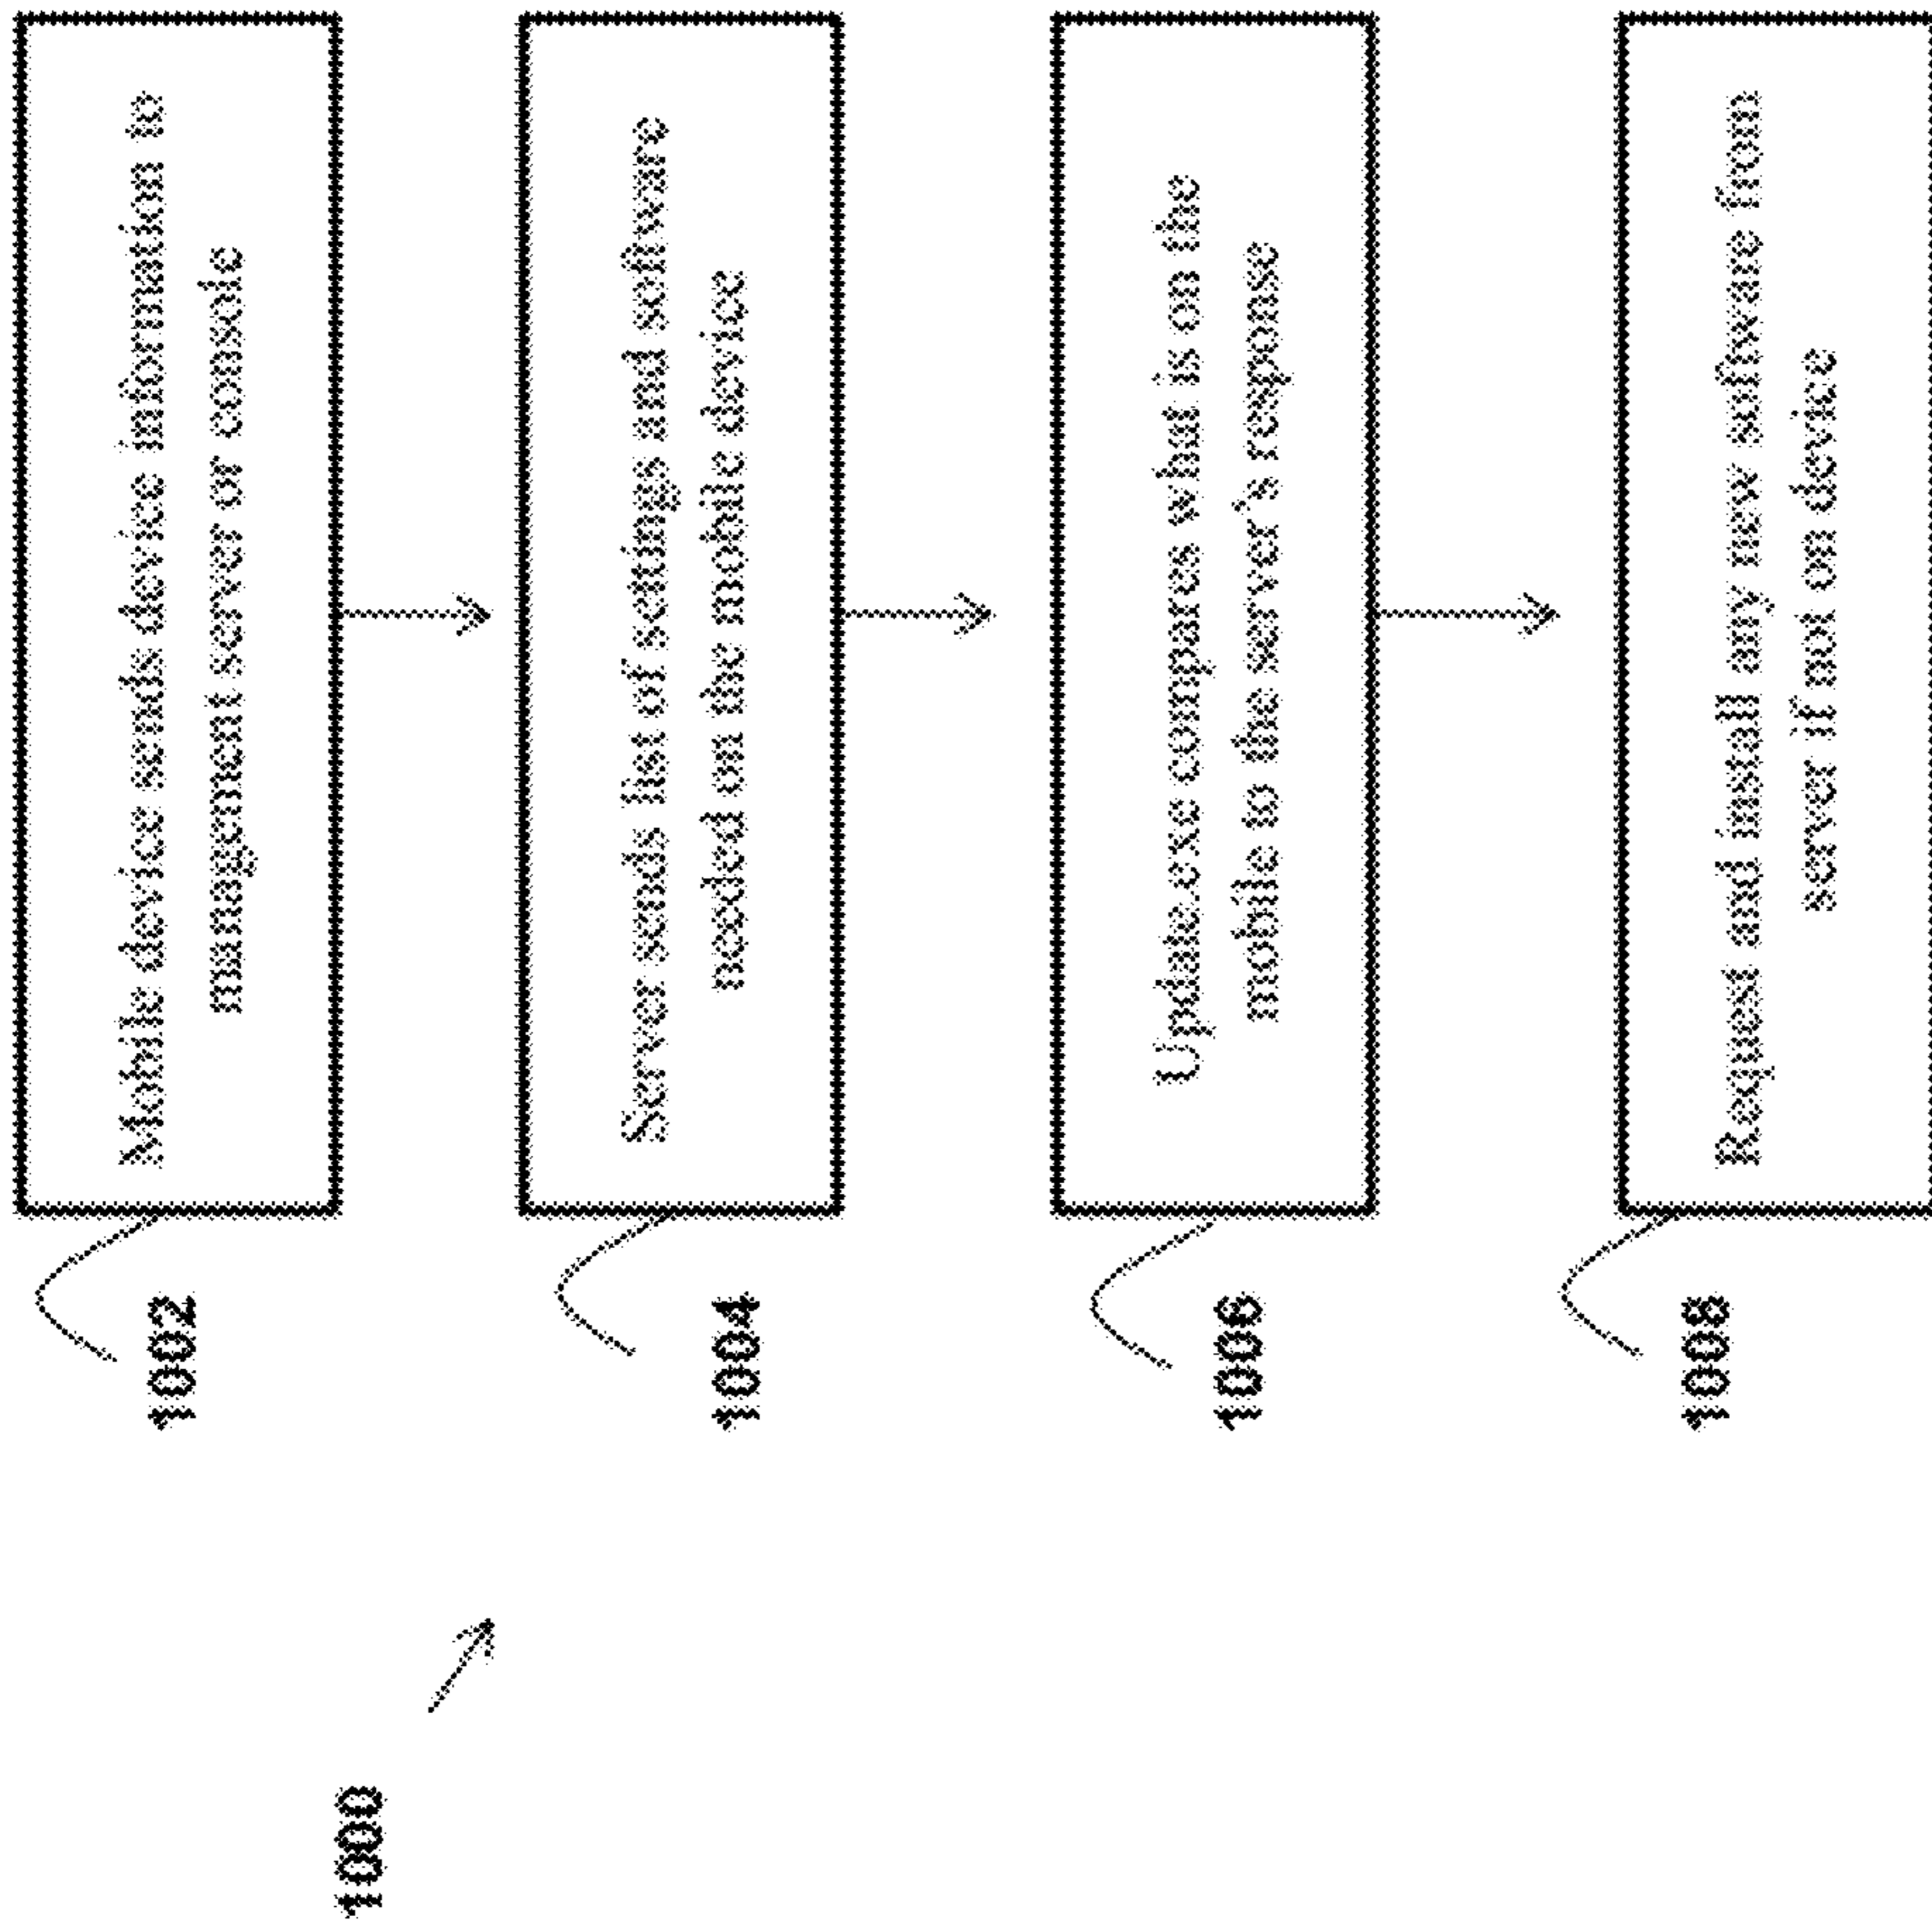 1000
1002
Mobile device sends device information to
management server or console
1004
Server sends list of settings and software
needed on the mobile device
1006
Update.exe compares what is on the
mobile to the server's response
1008
Request and install any new software from
server if not on device